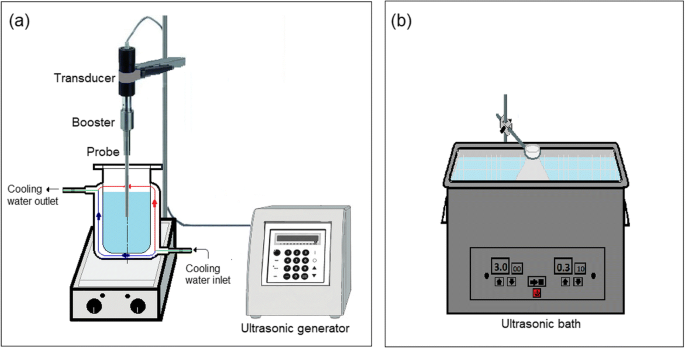 (a)
Transducer
Booster
Probe
Cooling
water outlet
Cooling
water inlet
Ultrasonic generator
(b)
3.0 00
0.3 10
Ultrasonic bath